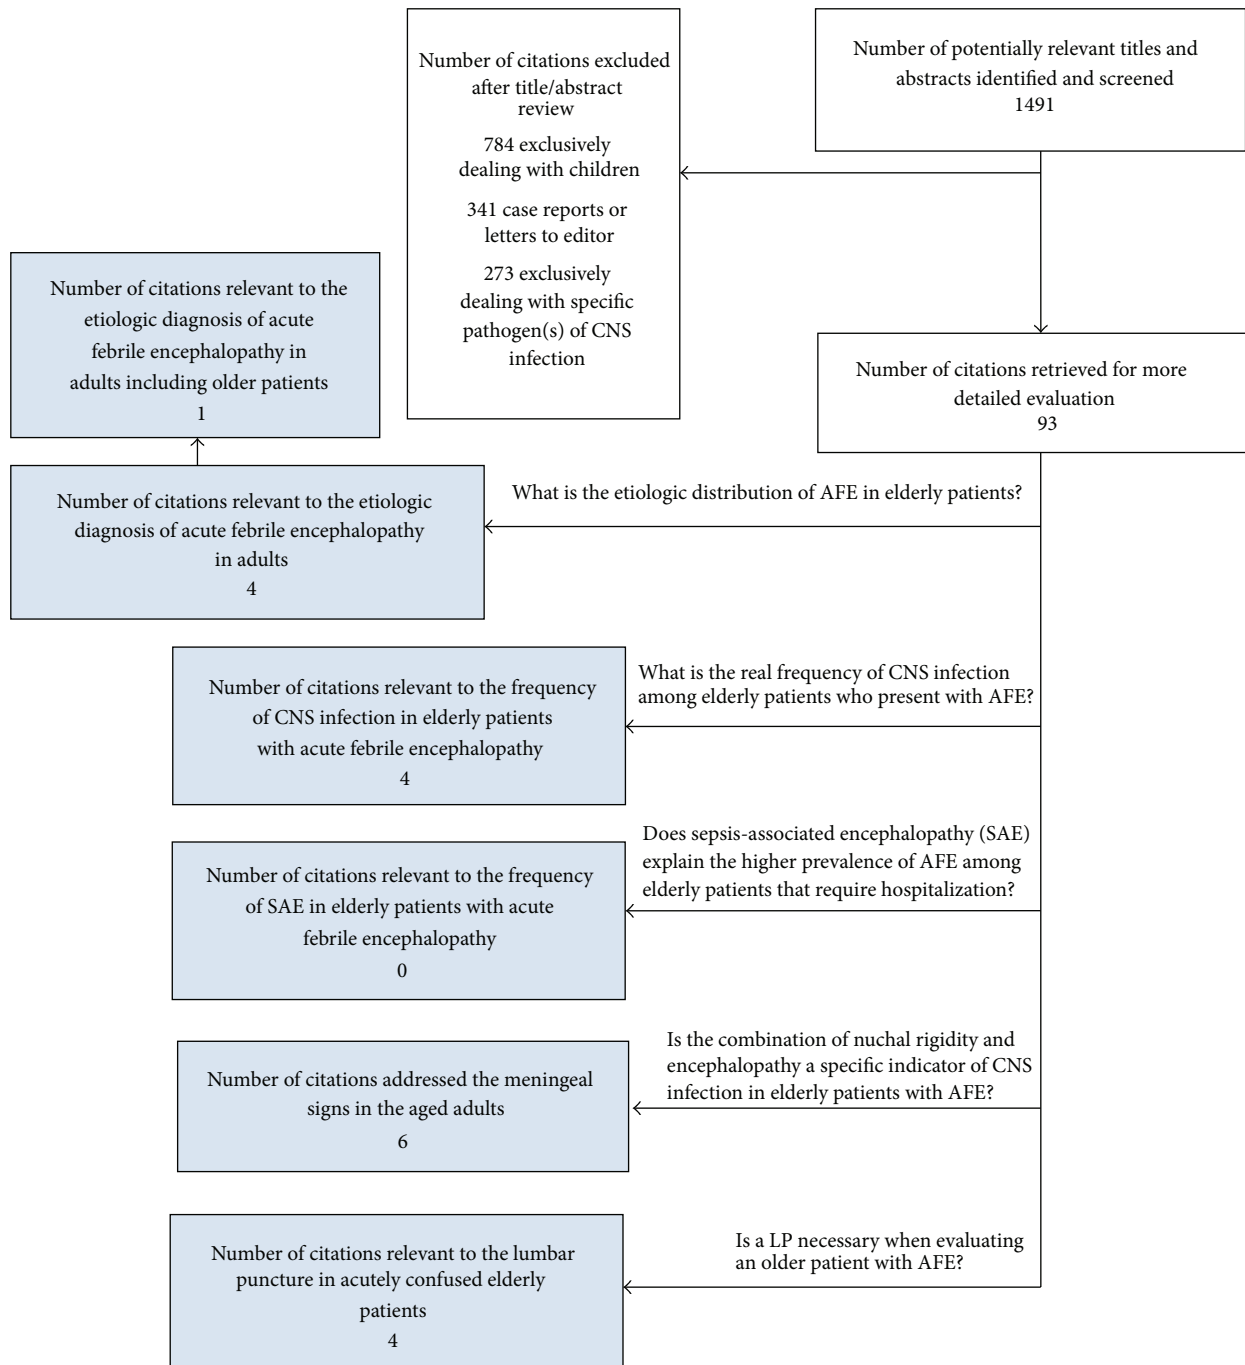 Number of potentially relevant titles and
abstracts identified and screened
1491
Number of citations excluded
after title/abstract
review
784 exclusively
dealing with children
341 case reports or
letters to editor
273 exclusively
dealing with specific
pathogen(s) of CNS
infection
Number of citations retrieved for more
detailed evaluation
93
What is the etiologic distribution of AFE in elderly patients?
Number of citations relevant to the etiologic
diagnosis of acute febrile encephalopathy
in adults
4
Number of citations relevant to the
etiologic diagnosis of acute
febrile encephalopathy in
adults including older patients
1
What is the real frequency of CNS infection
among elderly patients who present with AFE?
Number of citations relevant to the frequency
of CNS infection in elderly patients
with acute febrile encephalopathy
4
Does sepsis-associated encephalopathy (SAE)
explain the higher prevalence of AFE among
elderly patients that require hospitalization?
Number of citations relevant to the frequency
of SAE in elderly patients with acute
febrile encephalopathy
0
Is the combination of nuchal rigidity and
encephalopathy a specific indicator of CNS
infection in elderly patients with AFE?
Number of citations addressed the meningeal
signs in the aged adults
6
Is a LP necessary when evaluating
an older patient with AFE?
Number of citations relevant to the lumbar
puncture in acutely confused elderly
patients
4